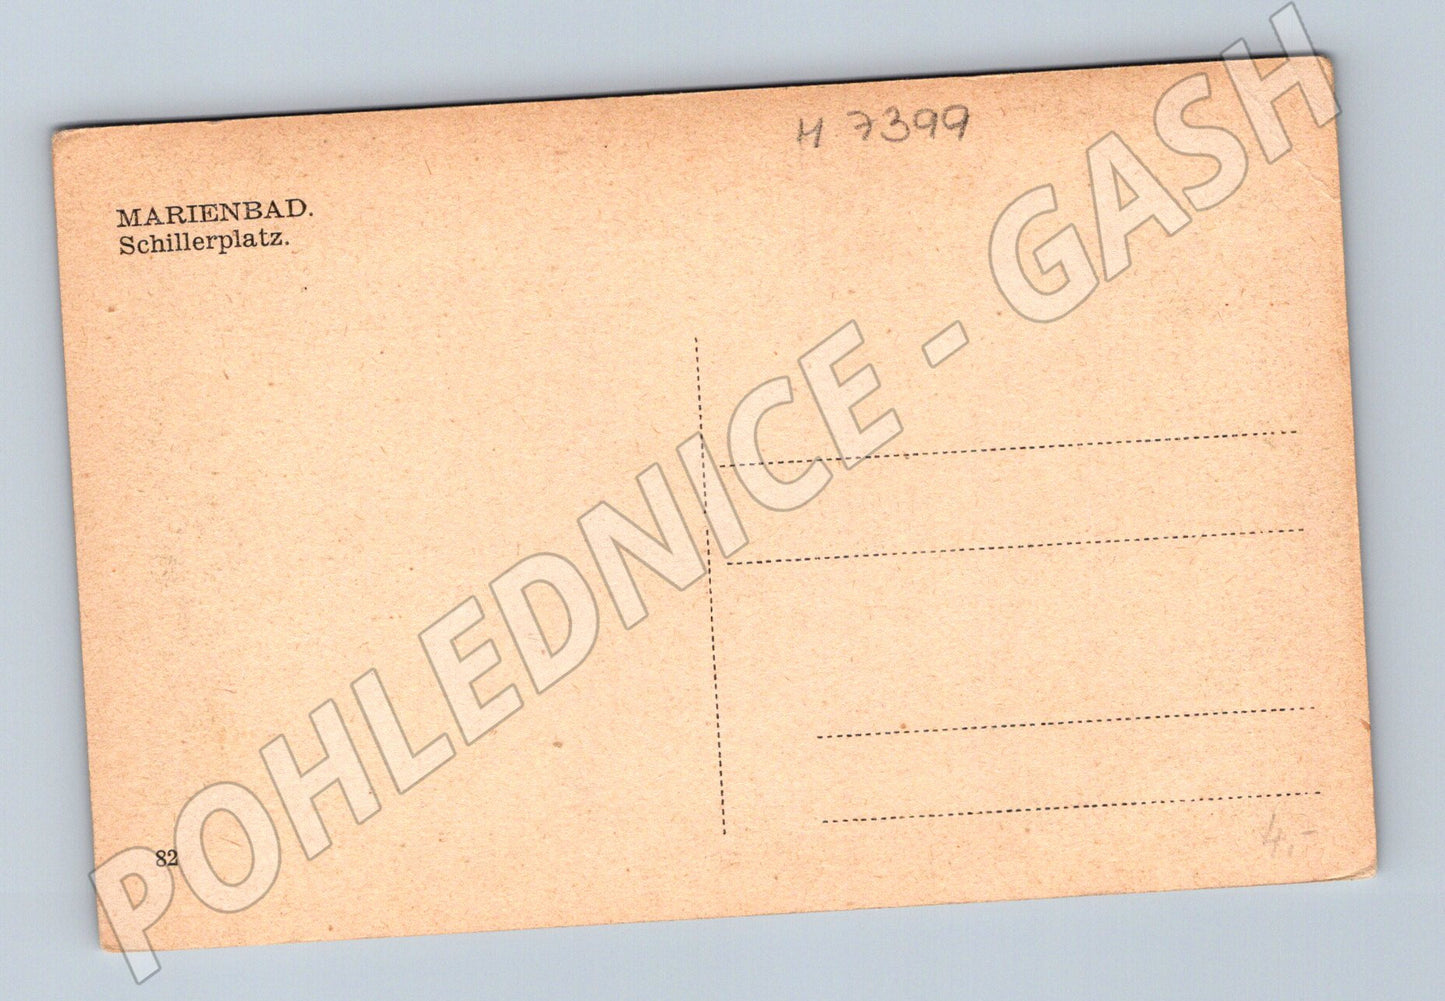 H 7399
MARIENBAD.
Schillerplatz.
POHLEDNICE - GASH
82
4.-